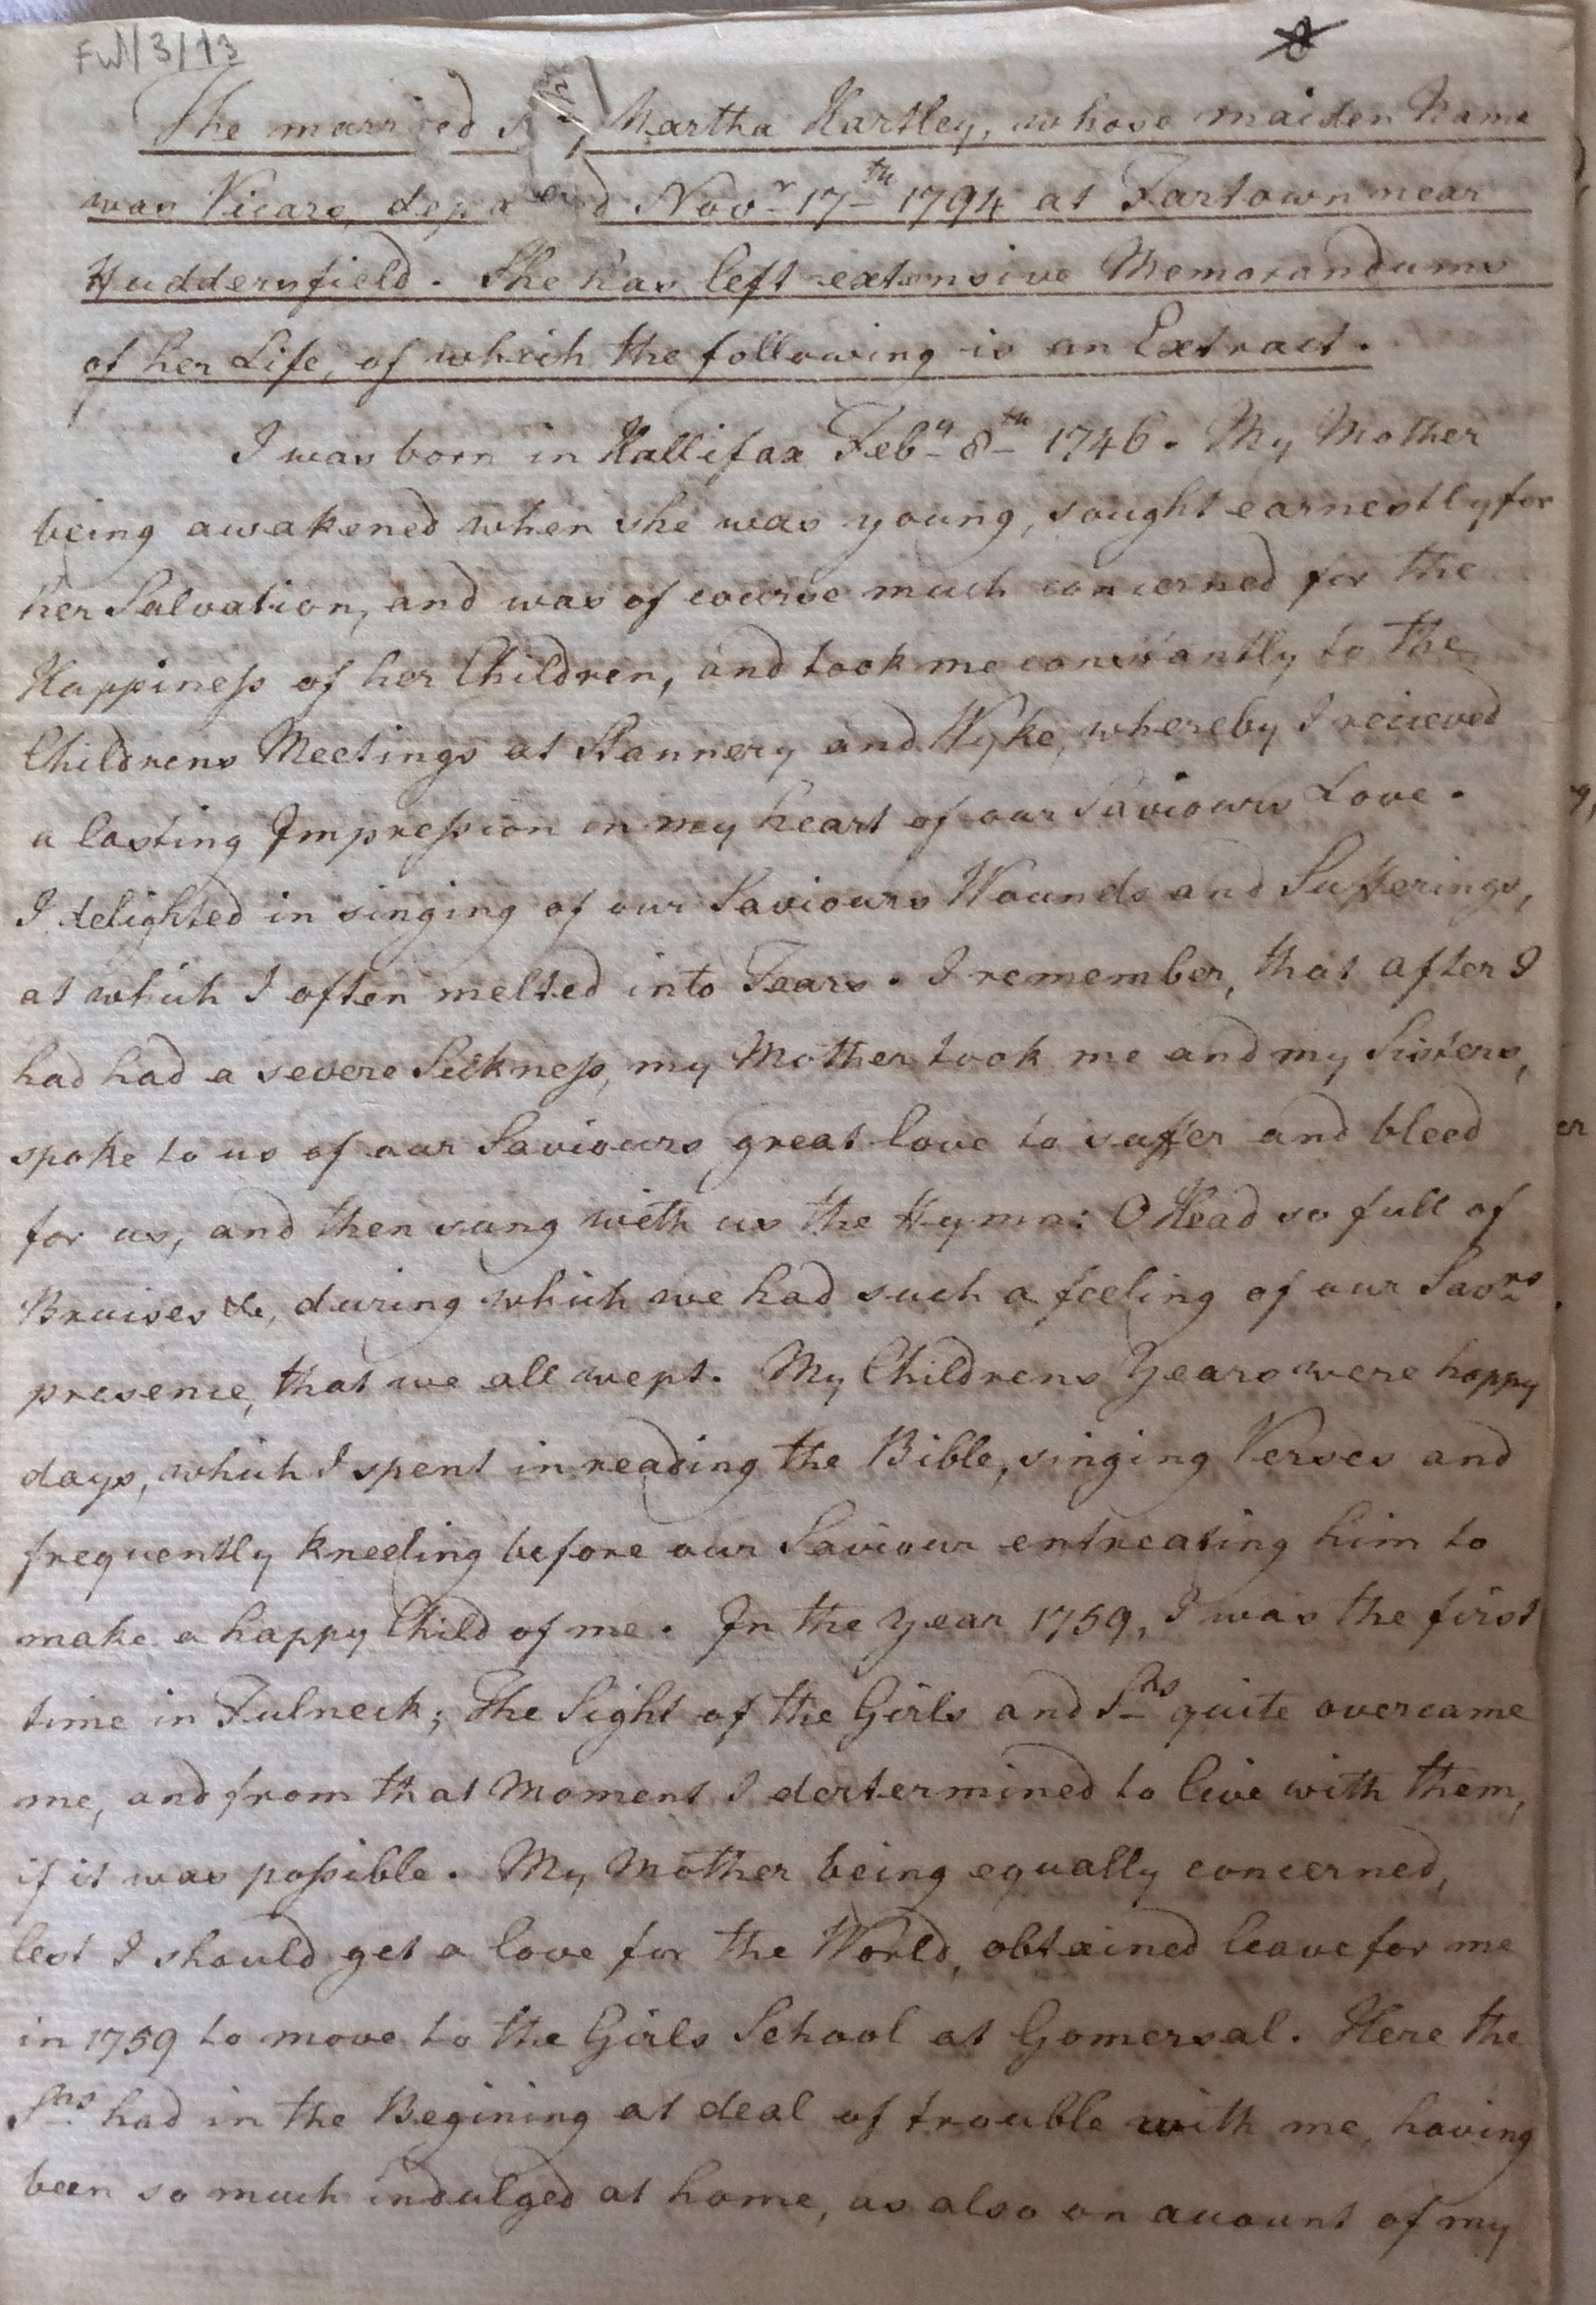 FW/3/13
The married Sr Martha Hartley, whose maiden Name
was Vicars, departed Novr 17th 1794 at Fartown near
Huddersfield. She has left extensive Memorandums
of her Life, of which the following is an Extract.
I was born in Hallifax Feby 8th 1746. My Mother
being awakened when she was young, sought earnestly for
her Salvation, and was of course much concerned for the
Happiness of her Children, and took me constantly to the
Childrens Meetings at Stannery and Wyke, whereby I recieved
a lasting Impression on my heart of our Saviours Love.
I delighted in singing of our Saviours Wounds and Sufferings,
at which I often melted into Tears. I remember, that after I
had had a severe Sickness, my Mother took me and my Sisters,
spoke to us of our Saviours great love to suffer and bleed
for us, and then sung with us the Hymn: O Head so full of
Bruises &c, during which we had such a feeling of our Savrs
presence, that we all wept. My Childrens Years were happy
days, which I spent in reading the Bible, singing Verses and
frequently kneeling before our Saviour entreating him to
make a happy Child of me. In the Year 1759, I was the first
time in Fulneck; The Sight of the Girls and Srs quite overcame
me, and from that Moment I dertermined to live with them,
if it was possible. My Mother being equally concerned,
lest I should get a love for the World, obtained leave for me
in 1759 to move to the Girls School at Gomersal. Here the
Srs had in the Begining at deal of trouble with me, having
been so much indulged at home, as also on account of my